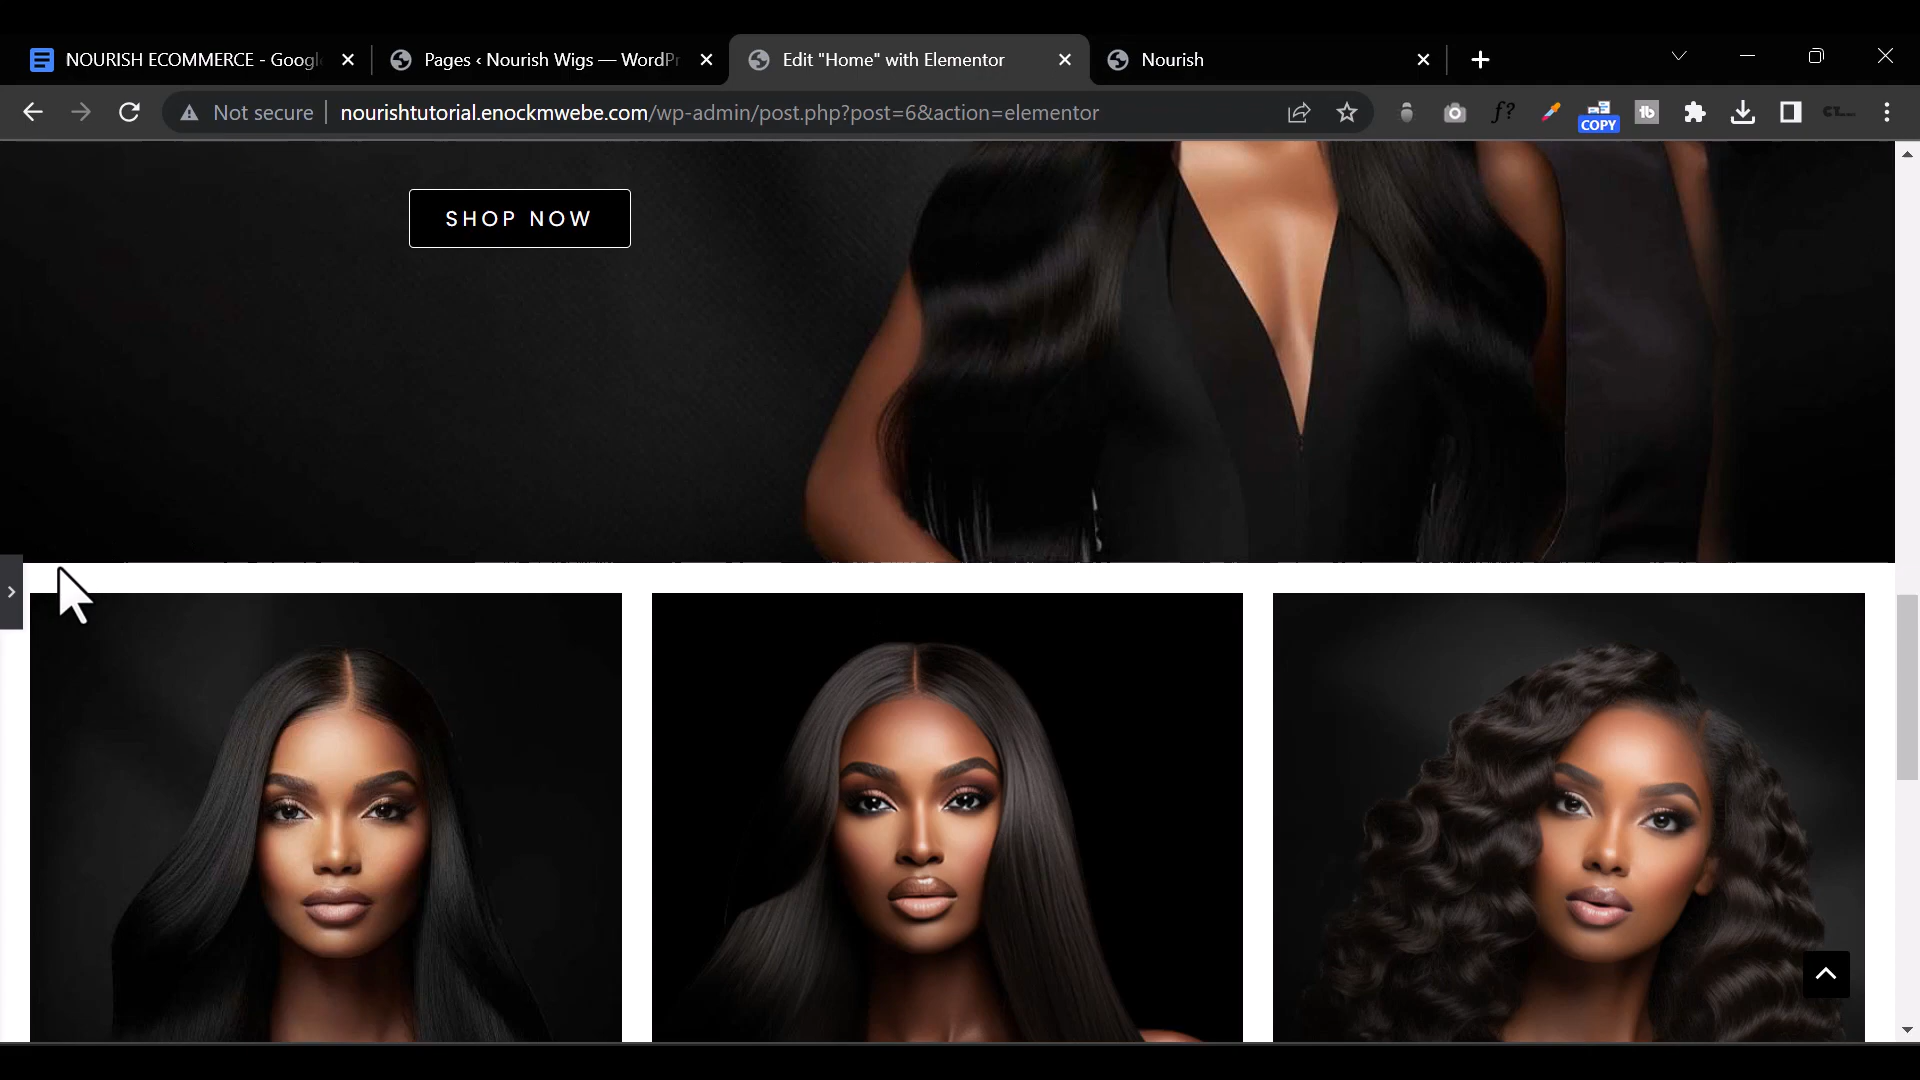 NOURISH ECOMMERCE - Googl
Pages ‹ Nourish Wigs — WordPr
Edit "Home" with Elementor
Nourish
Not secure
nourishtutorial.enockmwebe.com/wp-admin/post.php?post=6&action=elementor
f?
COPY
tb
SHOP NOW